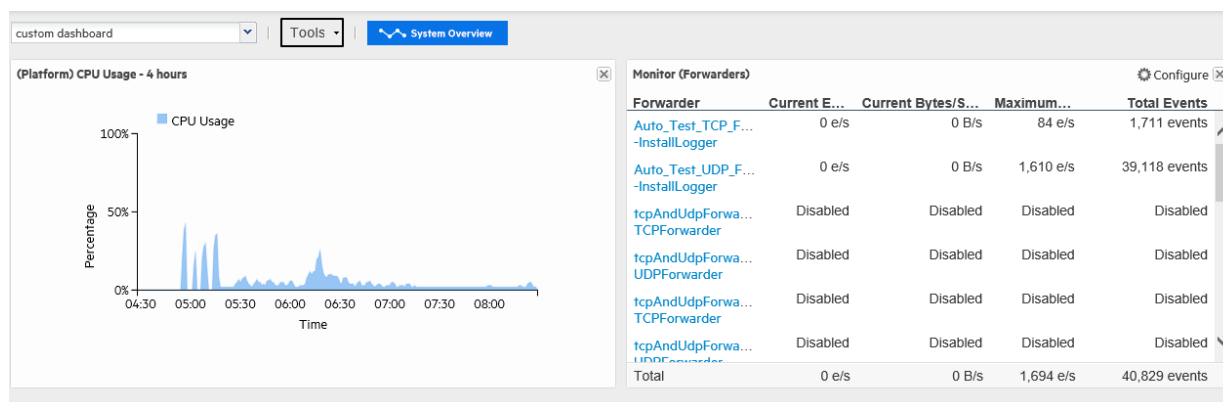 custom dashboard
Tools
System Overview
(Platform) CPU Usage - 4 hours
CPU Usage
100%
50%
0%
Percentage
04:30 05:00 05:30 06:00 06:30 07:00 07:30 08:00
Time
Monitor (Forwarders)
Configure
Forwarder Current E... Current Bytes/S... Maximum... Total Events
Auto_Test_TCP_F... 0 e/s 0 B/s 84 e/s 1,711 events
-InstallLogger
Auto_Test_UDP_F... 0 e/s 0 B/s 1,610 e/s 39,118 events
-InstallLogger
tcpAndUdpForwa... Disabled Disabled Disabled Disabled
TCPForwarder
tcpAndUdpForwa... Disabled Disabled Disabled Disabled
UDPForwarder
tcpAndUdpForwa... Disabled Disabled Disabled Disabled
TCPForwarder
tcpAndUdpForwa... Disabled Disabled Disabled Disabled
UDPForwarder
Total 0 e/s 0 B/s 1,694 e/s 40,829 events